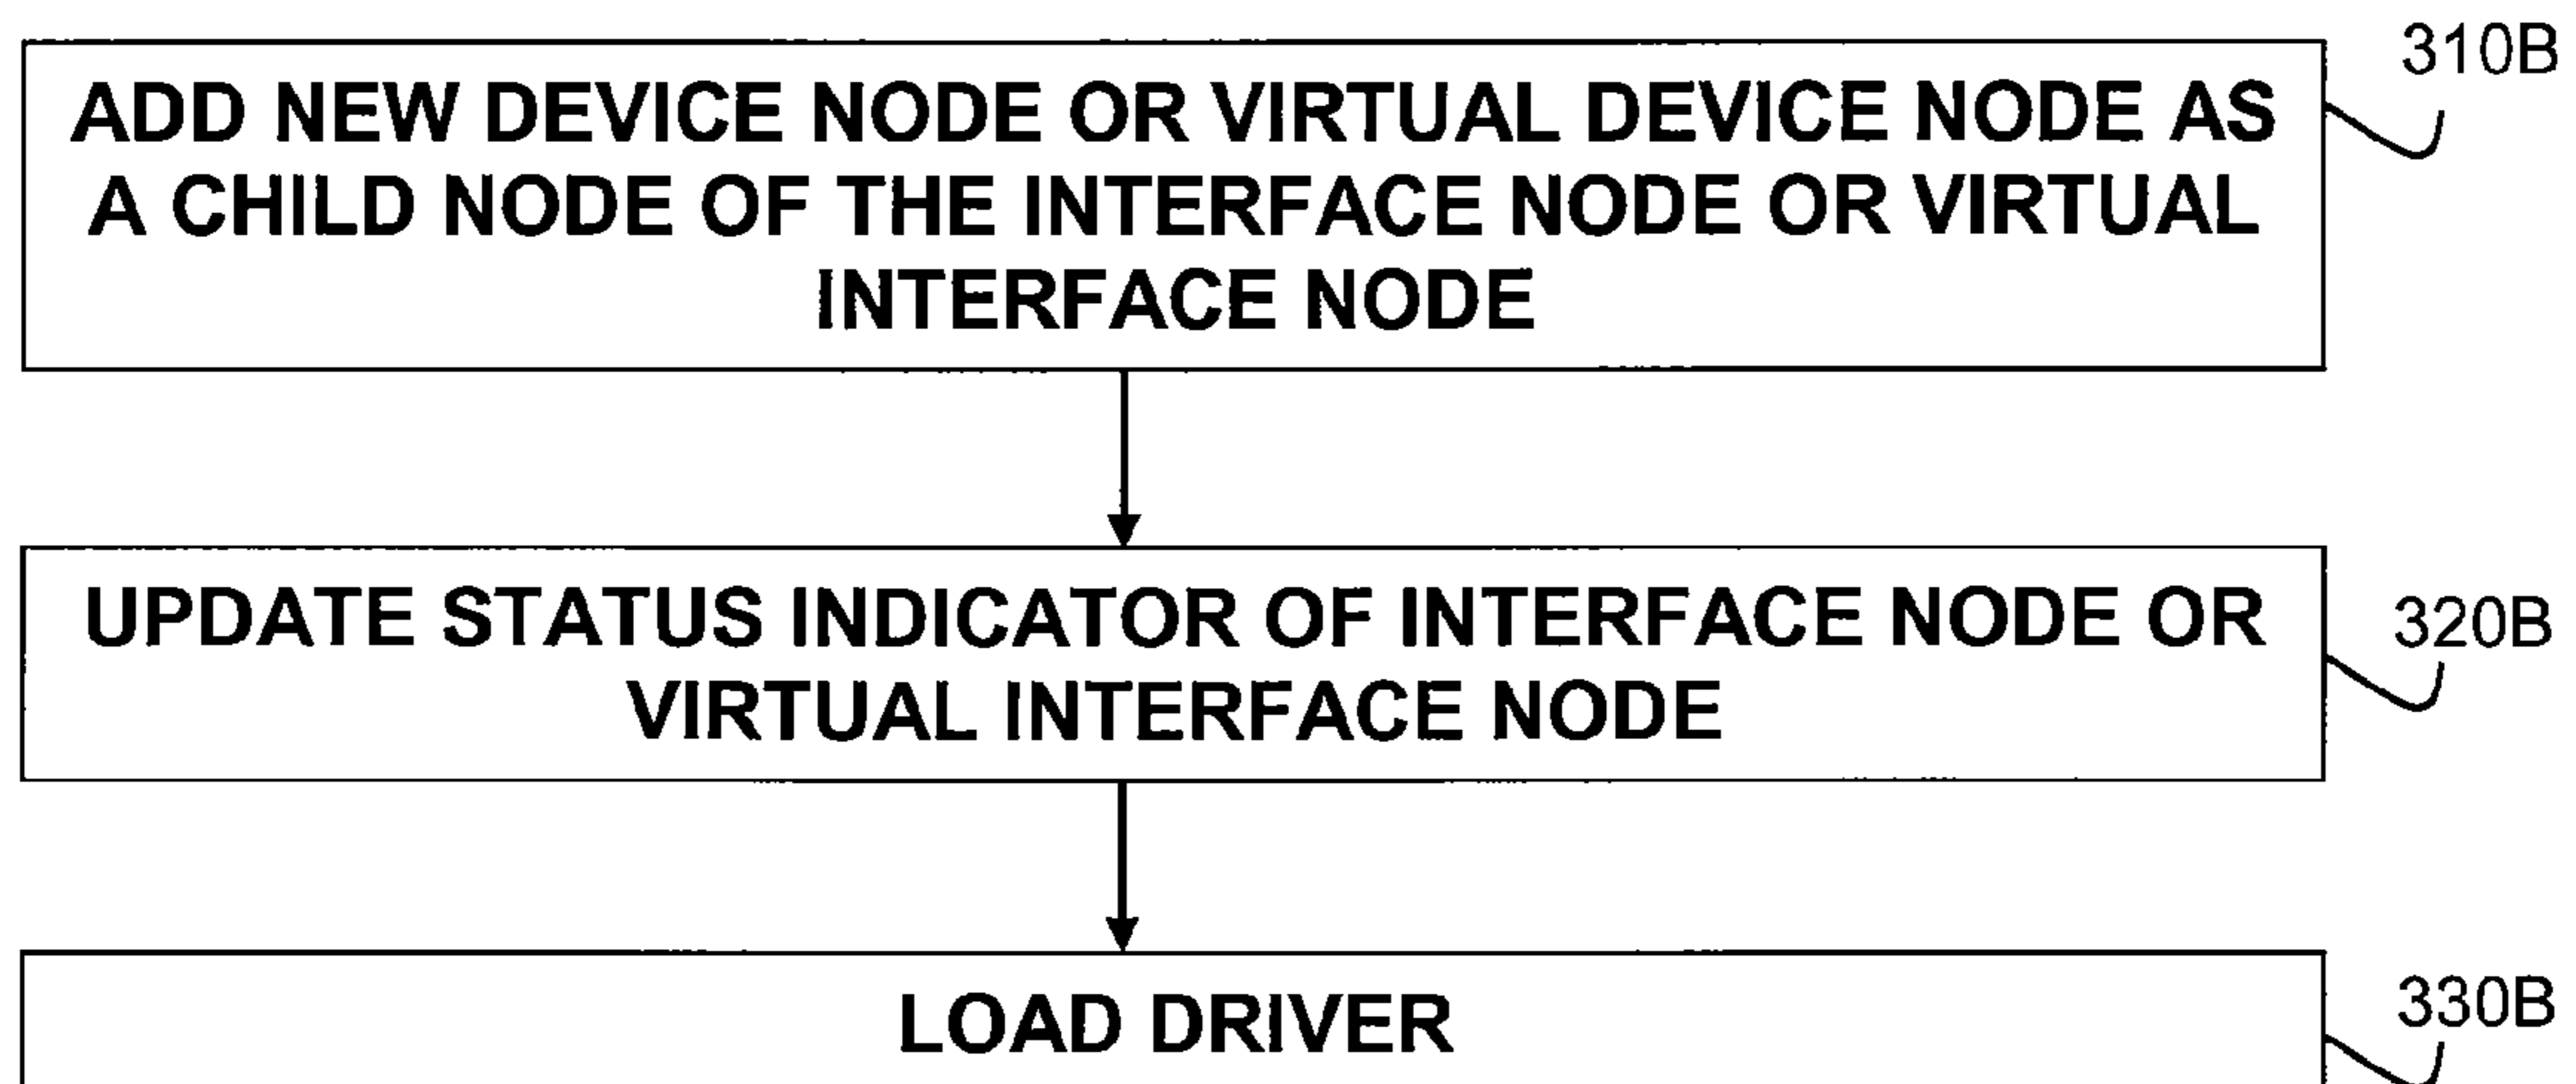 310B
ADD NEW DEVICE NODE OR VIRTUAL DEVICE NODE AS
A CHILD NODE OF THE INTERFACE NODE OR VIRTUAL
INTERFACE NODE
UPDATE STATUS INDICATOR OF INTERFACE NODE OR
VIRTUAL INTERFACE NODE
320B
LOAD DRIVER
330B